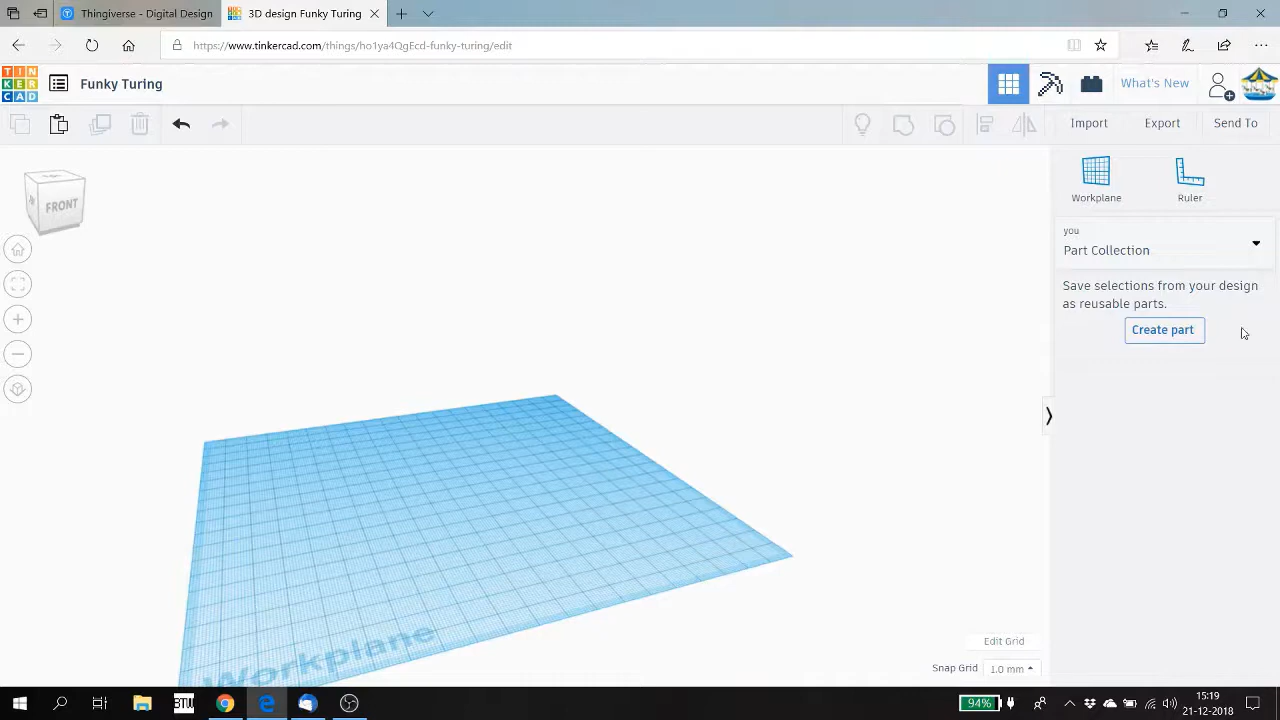 Thingiverse - Digital Design
3D design Funky Turing
https://www.tinkercad.com/things/ho1ya4QgEcd-funky-turing/edit
TIN
KER
CAD
Funky Turing
What's New
Import
Export
Send To
FRONT
Workplane
Ruler
you
Part Collection
Save selections from your design
as reusable parts.
Create part
Edit Grid
Snap Grid
1.0 mm
BTW
94%
15:19
21-12-2018